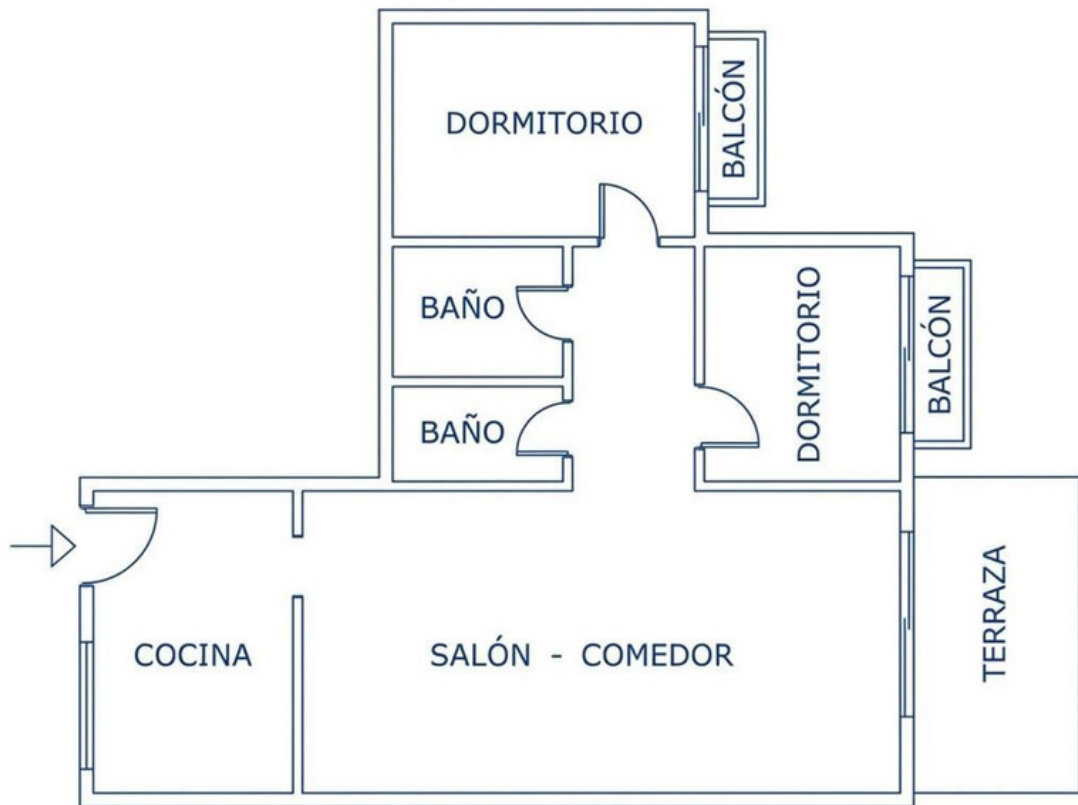 DORMITORIO
BALCÓN
BAÑO
DORMITORIO
BALCÓN
BAÑO
COCINA
SALÓN - COMEDOR
TERRAZA